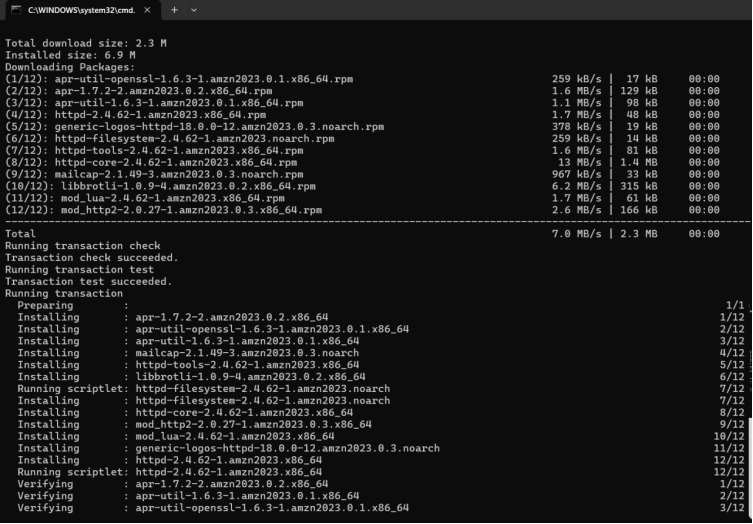 C:\WINDOWS\system32\cmd.
Total download size: 2.3 M
Installed size: 6.9 M
Downloading Packages:
(1/12): apr-util-openssl-1.6.3-1.amzn2023.0.1.x86_64.rpm 259 kB/s | 17 kB 00:00
(2/12): apr-1.7.2-2.amzn2023.0.2.x86_64.rpm 1.6 MB/s | 129 kB 00:00
(3/12): apr-util-1.6.3-1.amzn2023.0.1.x86_64.rpm 1.1 MB/s | 98 kB 00:00
(4/12): httpd-2.4.62-1.amzn2023.x86_64.rpm 1.7 MB/s | 48 kB 00:00
(5/12): generic-logos-httpd-18.0.0-12.amzn2023.0.3.noarch.rpm 378 kB/s | 19 kB 00:00
(6/12): httpd-filesystem-2.4.62-1.amzn2023.noarch.rpm 259 kB/s | 14 kB 00:00
(7/12): httpd-tools-2.4.62-1.amzn2023.x86_64.rpm 1.6 MB/s | 81 kB 00:00
(8/12): httpd-core-2.4.62-1.amzn2023.x86_64.rpm 13 MB/s | 1.4 MB 00:00
(9/12): mailcap-2.1.49-3.amzn2023.0.3.noarch.rpm 967 kB/s | 33 kB 00:00
(10/12): libbrotli-1.0.9-4.amzn2023.0.2.x86_64.rpm 6.2 MB/s | 315 kB 00:00
(11/12): mod_lua-2.4.62-1.amzn2023.x86_64.rpm 1.7 MB/s | 61 kB 00:00
(12/12): mod_http2-2.0.27-1.amzn2023.0.3.x86_64.rpm 2.6 MB/s | 166 kB 00:00
Total 7.0 MB/s | 2.3 MB 00:00
Running transaction check
Transaction check succeeded.
Running transaction test
Transaction test succeeded.
Running transaction
Preparing : 1/1
Installing : apr-1.7.2-2.amzn2023.0.2.x86_64 1/12
Installing : apr-util-openssl-1.6.3-1.amzn2023.0.1.x86_64 2/12
Installing : apr-util-1.6.3-1.amzn2023.0.1.x86_64 3/12
Installing : mailcap-2.1.49-3.amzn2023.0.3.noarch 4/12
Installing : httpd-tools-2.4.62-1.amzn2023.x86_64 5/12
Installing : libbrotli-1.0.9-4.amzn2023.0.2.x86_64 6/12
Running scriptlet: httpd-filesystem-2.4.62-1.amzn2023.noarch 7/12
Installing : httpd-filesystem-2.4.62-1.amzn2023.noarch 7/12
Installing : httpd-core-2.4.62-1.amzn2023.x86_64 8/12
Installing : mod_http2-2.0.27-1.amzn2023.0.3.x86_64 9/12
Installing : mod_lua-2.4.62-1.amzn2023.x86_64 10/12
Installing : generic-logos-httpd-18.0.0-12.amzn2023.0.3.noarch 11/12
Installing : httpd-2.4.62-1.amzn2023.x86_64 12/12
Running scriptlet: httpd-2.4.62-1.amzn2023.x86_64 12/12
Verifying : apr-1.7.2-2.amzn2023.0.2.x86_64 1/12
Verifying : apr-util-1.6.3-1.amzn2023.0.1.x86_64 2/12
Verifying : apr-util-openssl-1.6.3-1.amzn2023.0.1.x86_64 3/12